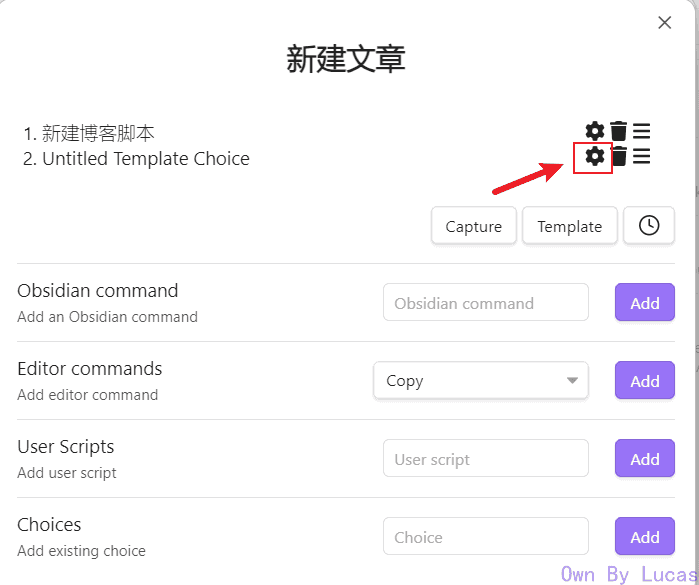 新建文章
1. 新建博客脚本
2. Untitled Template Choice
Capture
Template
Obsidian command
Add an Obsidian command
Obsidian command
Add
Editor commands
Add editor command
Copy
Add
User Scripts
Add user script
User script
Add
Choices
Add existing choice
Choice
Add
Own By Lucas